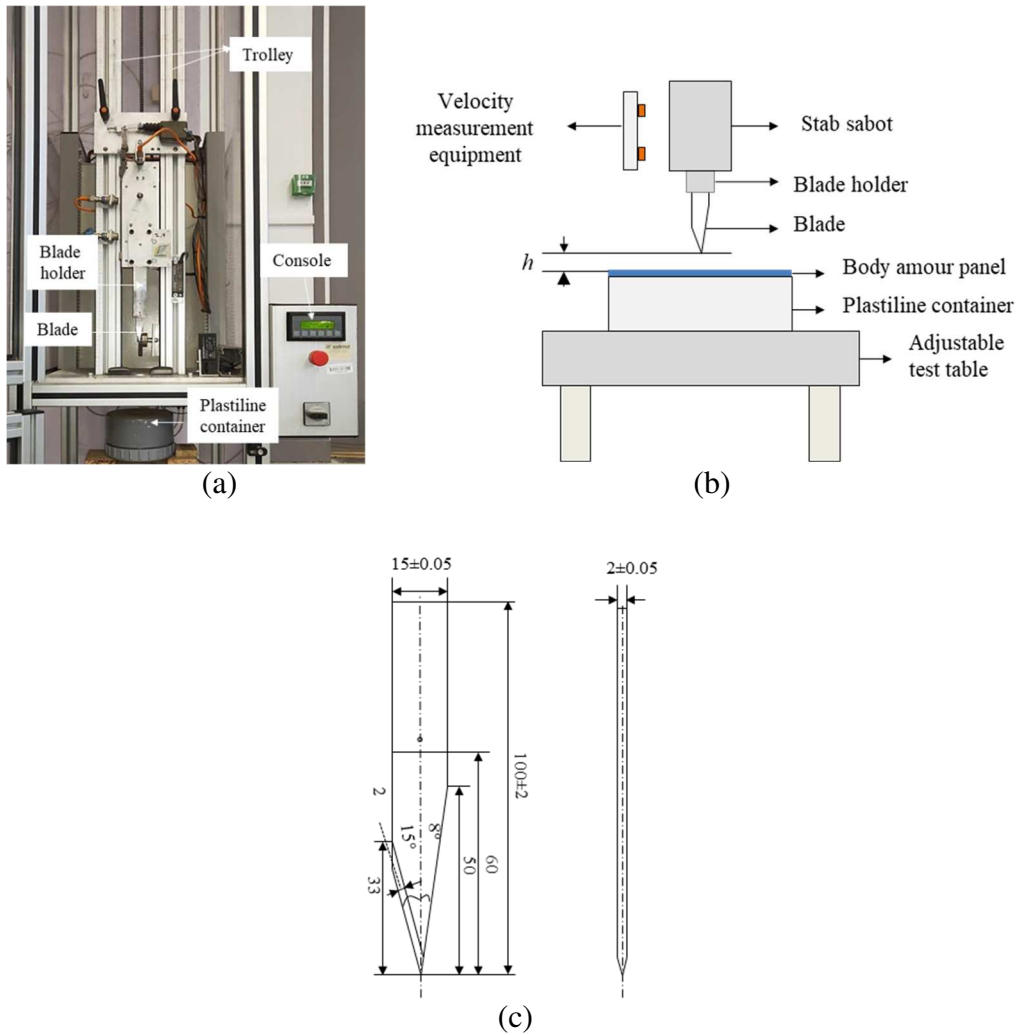 Trolley
Blade
holder
Console
Blade
Plastiline
container
(a)
Velocity
measurement
equipment
Stab sabot
Blade holder
Blade
h
Body amour panel
Plastiline container
Adjustable
test table
(b)
15±0.05
2±0.05
100±2
2
15°
8°
33
50
60
(c)